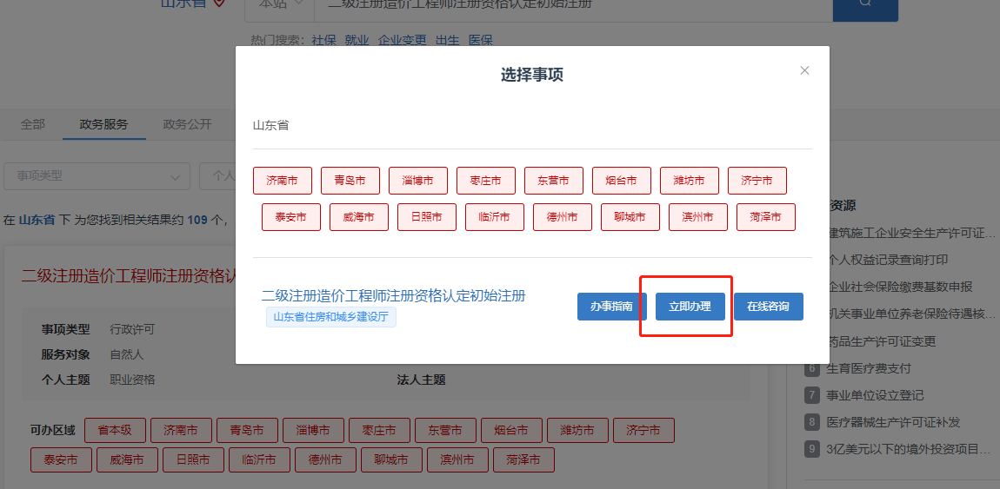 山东省 本站 二级注册造价工程师注册资格认定初始注册
热门搜索: 社保 就业 企业变更 出生 医保
选择事项
全部 政务服务 政务公开
山东省
事项类型 个人
济南市 青岛市 淄博市 枣庄市 东营市 烟台市 潍坊市 济宁市
泰安市 威海市 日照市 临沂市 德州市 聊城市 滨州市 菏泽市
在 山东省 下 为您找到相关结果约 109 个，
二级注册造价工程师注册资格认
二级注册造价工程师注册资格认定初始注册
山东省住房和城乡建设厅
办事指南 立即办理 在线咨询
事项类型 行政许可
服务对象 自然人
个人主题 职业资格 法人主题
可办区域 省本级 济南市 青岛市 淄博市 枣庄市 东营市 烟台市 潍坊市 济宁市
泰安市 威海市 日照市 临沂市 德州市 聊城市 滨州市 菏泽市
资源
建筑施工企业安全生产许可证...
个人权益记录查询打印
企业社会保险缴费基数申报
机关事业单位养老保险待遇核...
药品生产许可证变更
6 生育医疗费支付
7 事业单位设立登记
8 医疗器械生产许可证补发
9 3亿美元以下的境外投资项目...